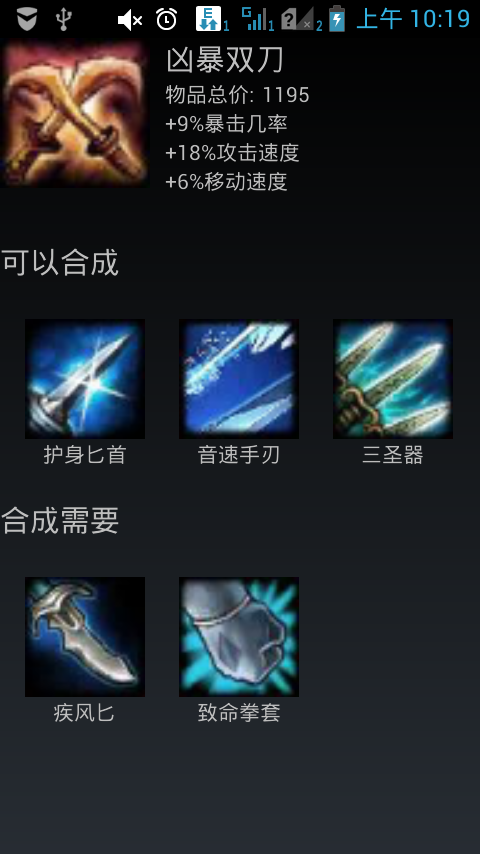 上午 10:19
凶暴双刀
物品总价: 1195
+9%暴击几率
+18%攻击速度
+6%移动速度
可以合成
护身匕首 音速手刃 三圣器
合成需要
疾风匕 致命拳套